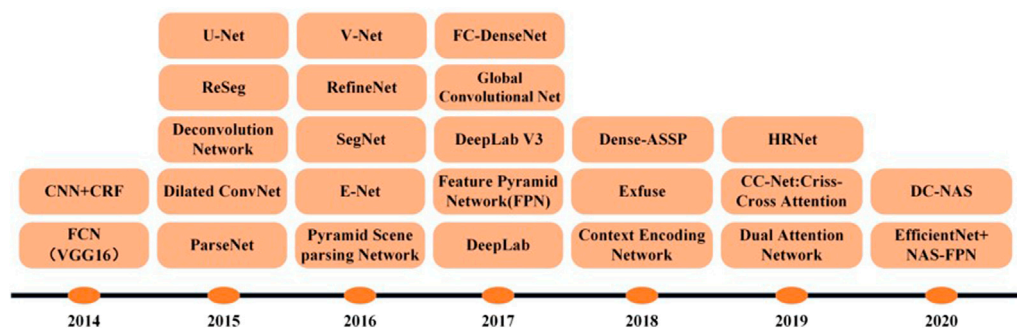 U-Net
V-Net
FC-DenseNet
ReSeg
RefineNet
Global
Convolutional Net
Deconvolution
Network
SegNet
DeepLab V3
Dense-ASSP
HRNet
CNN+CRF
Dilated ConvNet
E-Net
Feature Pyramid
Network(FPN)
Exfuse
CC-Net:Criss-
Cross Attention
DC-NAS
FCN
（VGG16）
ParseNet
Pyramid Scene
parsing Network
DeepLab
Context Encoding
Network
Dual Attention
Network
EfficientNet+
NAS-FPN
2014
2015
2016
2017
2018
2019
2020